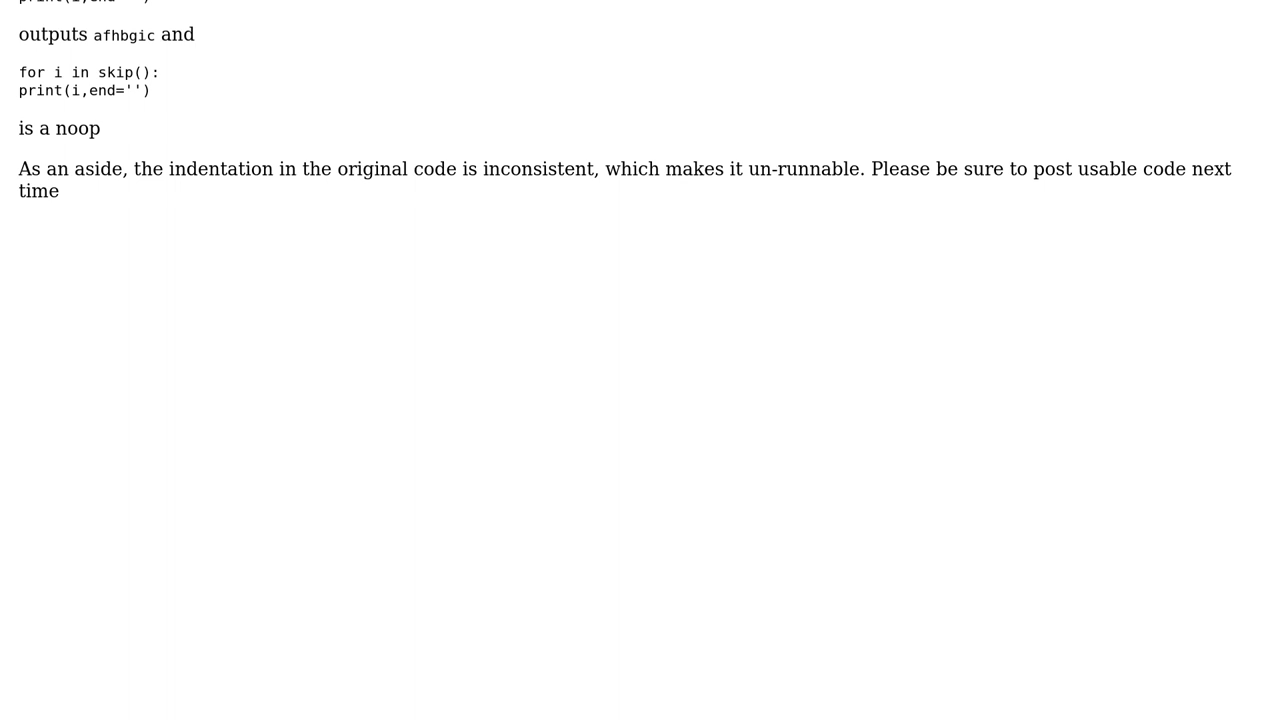 outputs afhbgic and
for i in skip():
print(i,end='')
is a noop
As an aside, the indentation in the original code is inconsistent, which makes it un-runnable. Please be sure to post usable code next
time